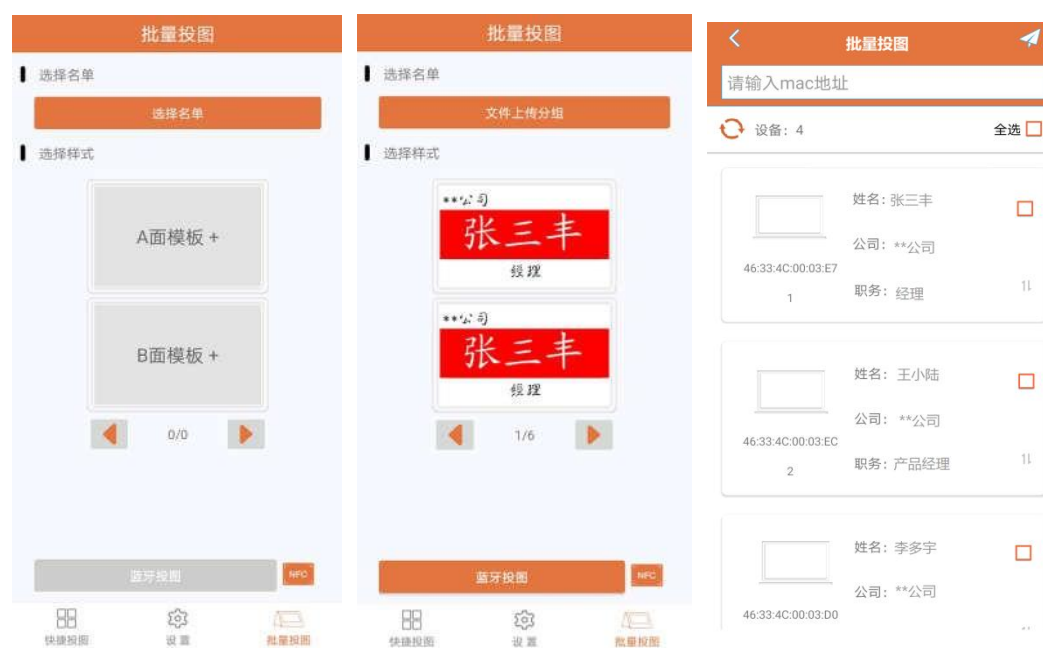 批量投图
选择名单
选择名单
选择样式
A面模板 +
B面模板 +
0/0
蓝牙投图
NFC
快捷投图
设置
批量投图
批量投图
选择名单
文件上传分组
选择样式
**公司
张三丰
经理
**公司
张三丰
经理
1/6
蓝牙投图
NFC
快捷投图
设置
批量投图
批量投图
请输入mac地址
设备：4
全选
姓名：张三丰
公司：**公司
46:33:4C:00:03:E7
职务：经理
1
姓名：王小陆
公司：**公司
46:33:4C:00:03:EC
职务：产品经理
2
姓名：李多宇
公司：**公司
46:33:4C:00:03:D0